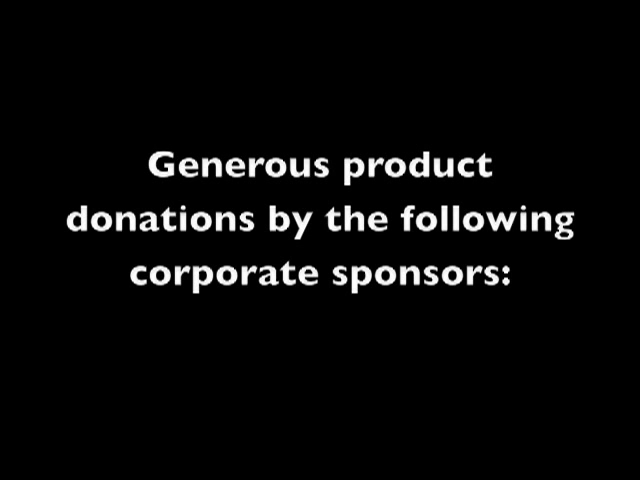 Generous product
donations by the following
corporate sponsors: